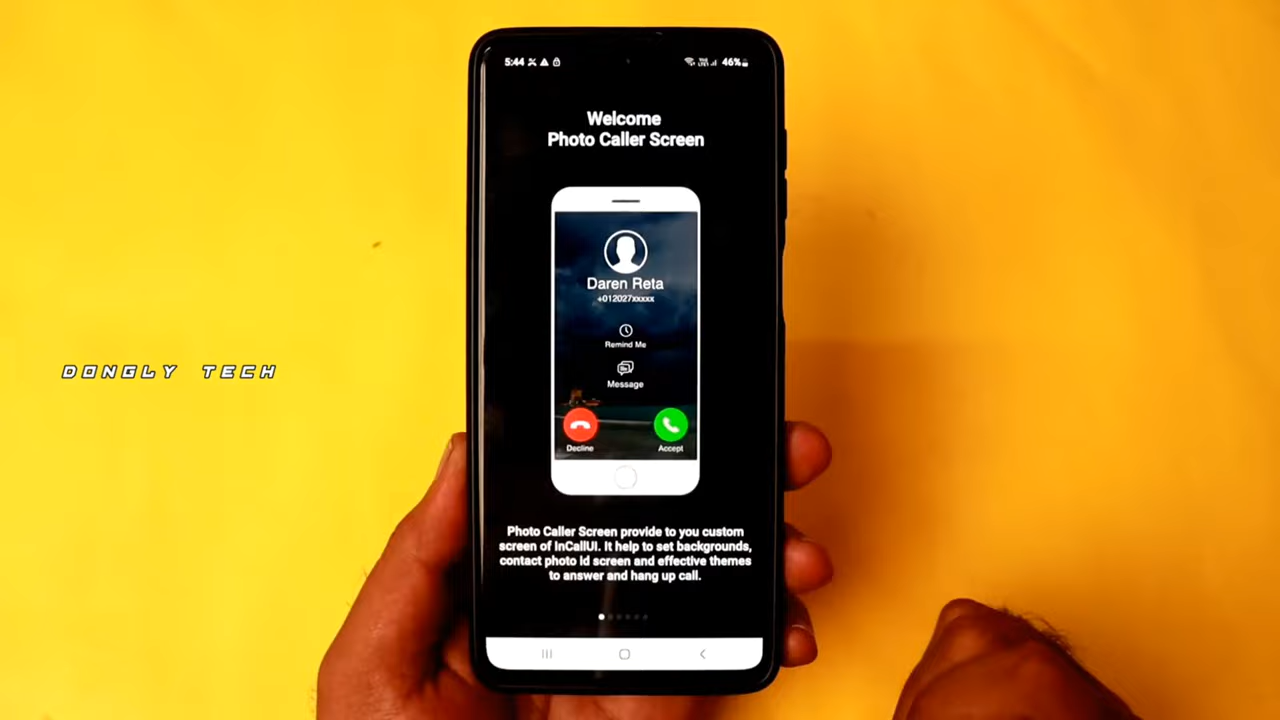 5:44
46%
Welcome
Photo Caller Screen
Daren Reta
+012027xxxxx
Remind Me
Message
Decline
Accept
DONGLY TECH
Photo Caller Screen provide to you custom
screen of InCallUI. It help to set backgrounds,
contact photo id screen and effective themes
to answer and hang up call.